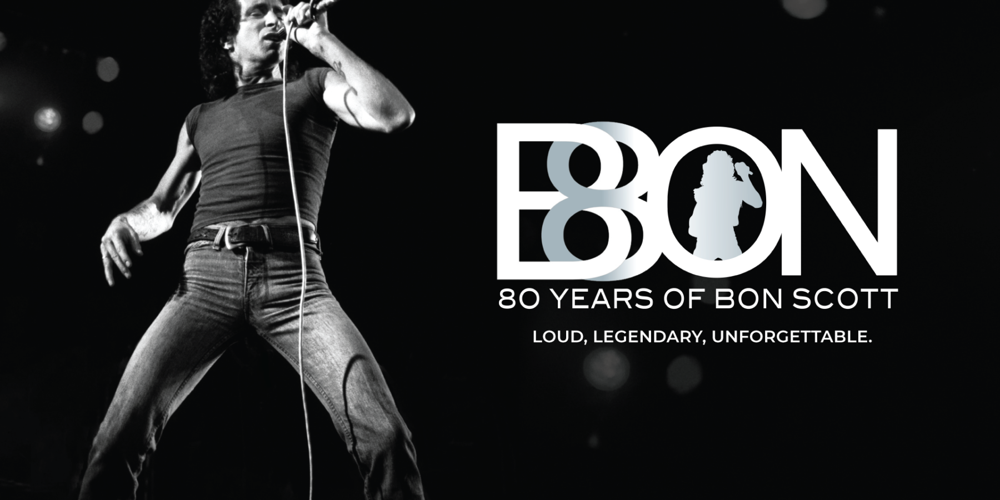 B8ON
80 YEARS OF BON SCOTT
LOUD, LEGENDARY, UNFORGETTABLE.